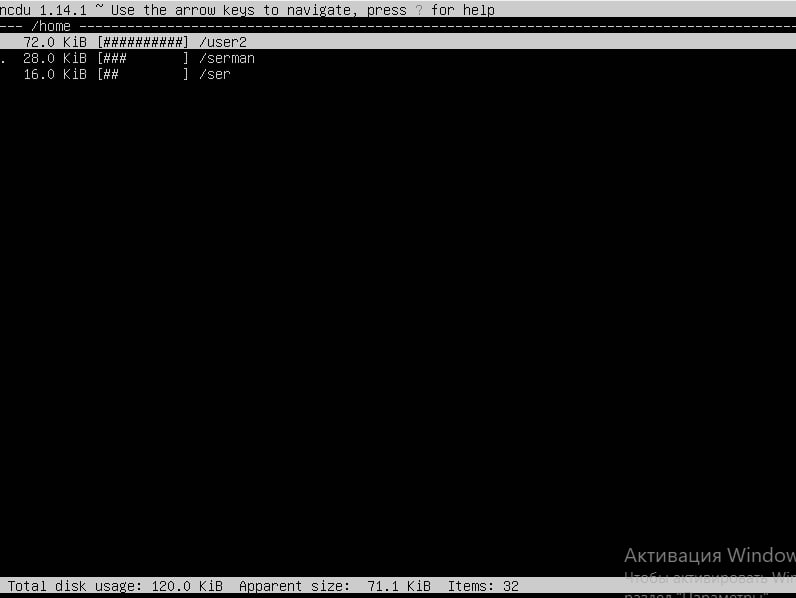 ncdu 1.14.1 ~ Use the arrow keys to navigate, press ? for help
--- /home ------------------------------------------------------------------------------------------
72.0 KiB [##########] /user2
. 28.0 KiB [###       ] /serman
16.0 KiB [##        ] /ser
Активация Window
Чтобы активировать Win
раздел "Параметры"
Total disk usage: 120.0 KiB  Apparent size:  71.1 KiB  Items: 32